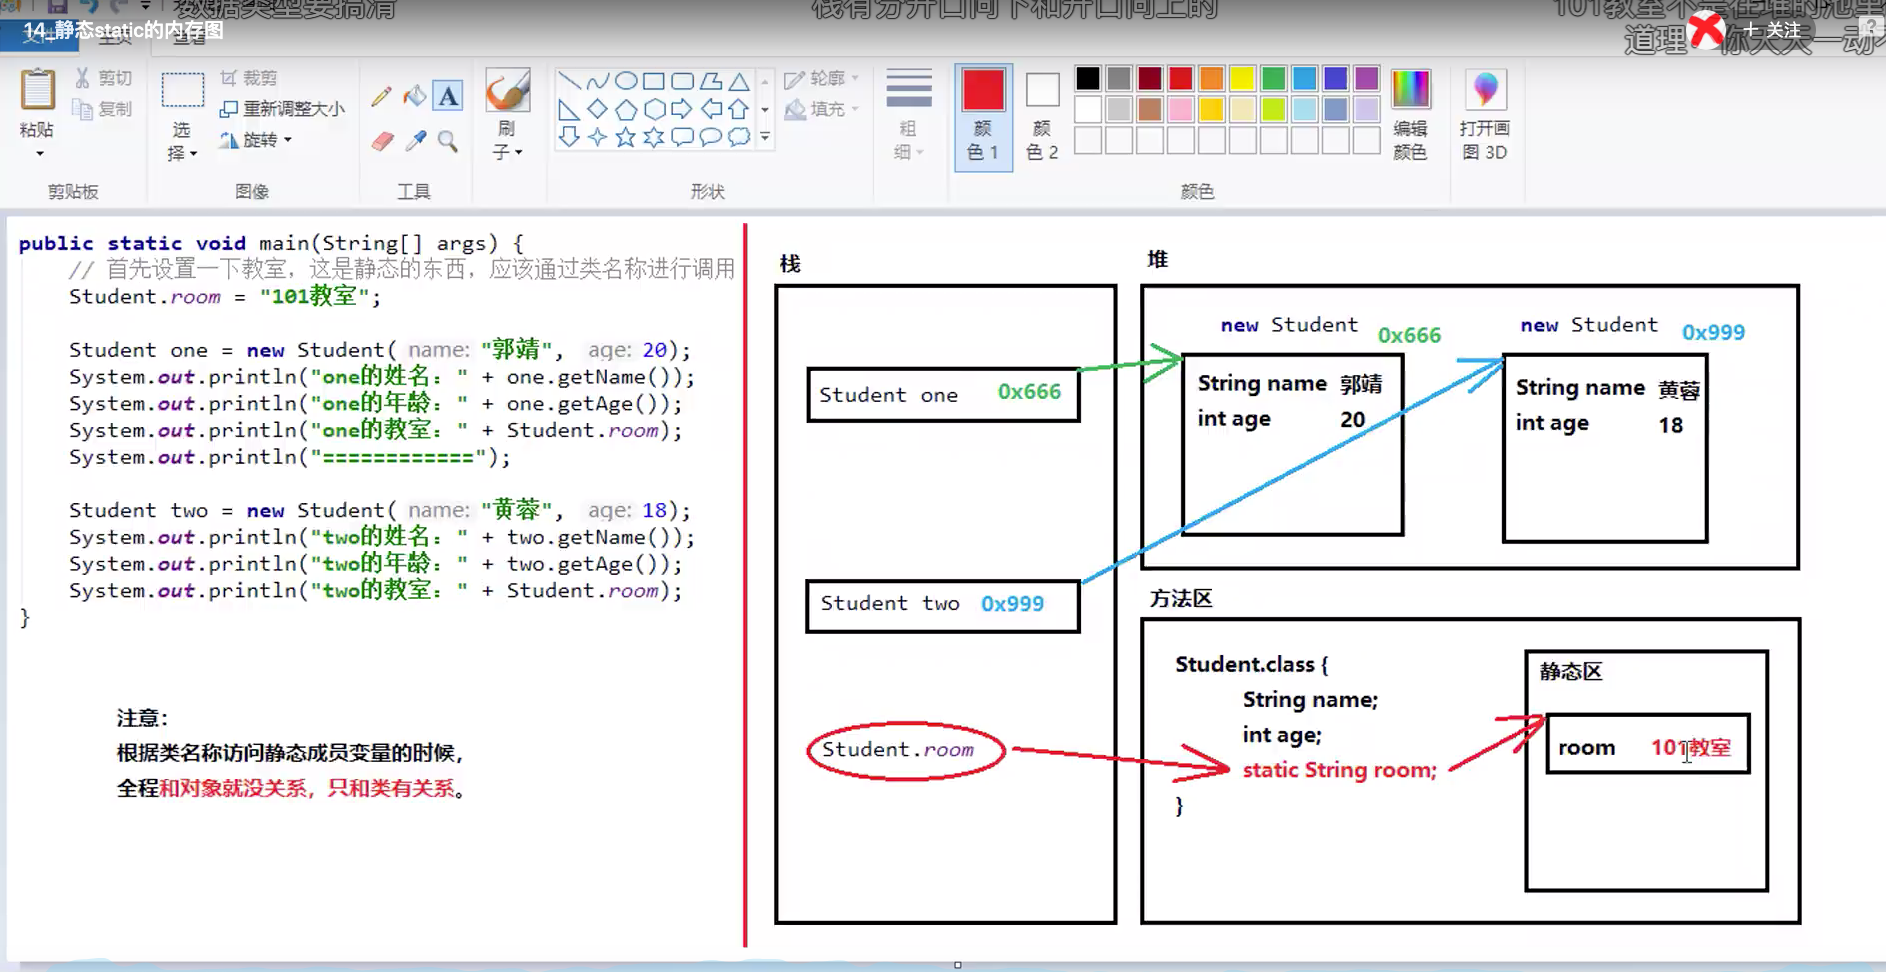 数据类型要搞清
栈有分开口向下和开口向上的
14_静态static的内存图
道理
关注
文件
主页
查看
粘贴
剪切
复制
剪贴板
选
择
裁剪
重新调整大小
旋转
图像
工具
刷
子
形状
轮廓
填充
粗
细
颜
色 1
颜
色 2
颜色
编辑
颜色
打开画
图 3D
public static void main(String[] args) {
// 首先设置一下教室，这是静态的东西，应该通过类名称进行调用
Student.room = "101教室";
Student one = new Student( name: "郭靖", age: 20);
System.out.println("one的姓名：" + one.getName());
System.out.println("one的年龄：" + one.getAge());
System.out.println("one的教室：" + Student.room);
System.out.println("============");
Student two = new Student( name: "黄蓉", age: 18);
System.out.println("two的姓名：" + two.getName());
System.out.println("two的年龄：" + two.getAge());
System.out.println("two的教室：" + Student.room);
}
注意：
根据类名称访问静态成员变量的时候，
全程和对象就没关系，只和类有关系。
栈
Student one 0x666
Student two 0x999
Student.room
堆
new Student 0x666
String name 郭靖
int age 20
new Student 0x999
String name 黄蓉
int age 18
方法区
Student.class {
String name;
int age;
static String room;
}
静态区
room 101教室